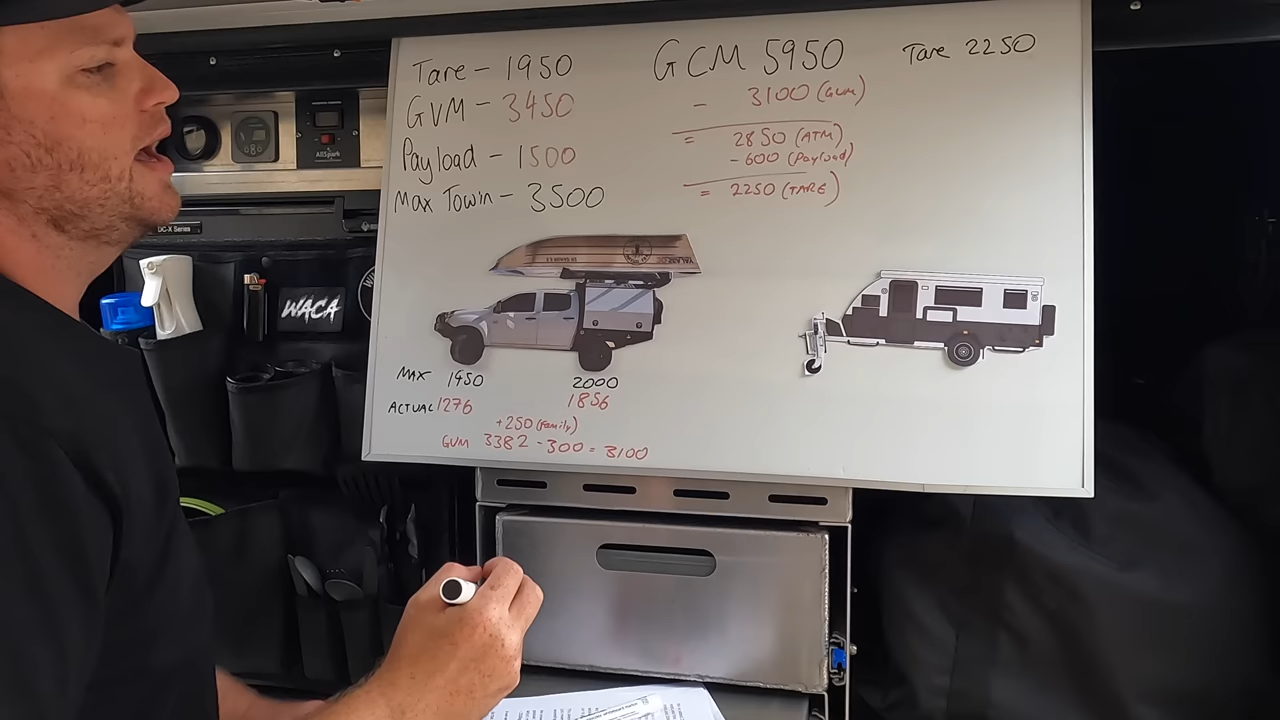 Tare - 1950
GVM - 3450
Payload - 1500
Max Towin - 3500
GCM 5950
- 3100 (GVM)
= 2850 (ATM)
-600 (Payload)
= 2250 (TARE)
Tare 2250
MAX 1450 2000
ACTUAL 1276 1856
+250 (family)
GVM 3382 - 300 = 3100
WACA
AllSpark
DC-X Series